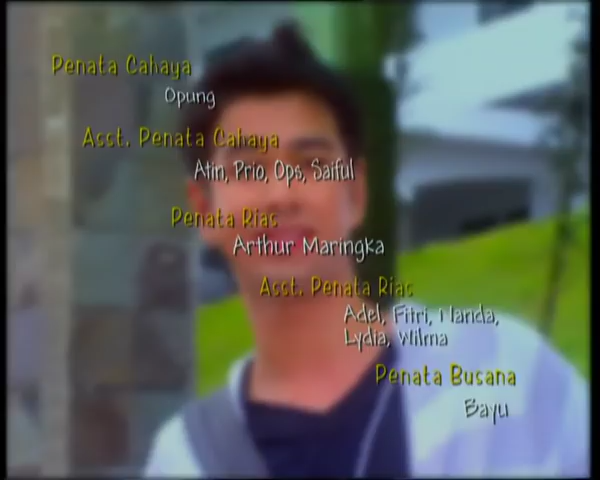 Penata Cahaya
Opung
Asst. Penata Cahaya
Atin, Prio, Ops, Saiful
Penata Rias
Arthur Maringka
Asst. Penata Rias
Adel, Fitri, Nanda,
Lydia, Wilma
Penata Busana
Bayu